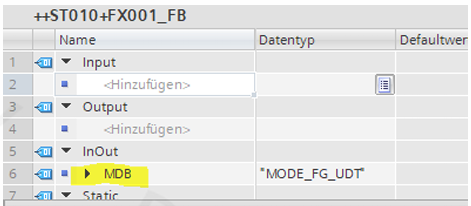 ++ST010+FX001_FB
Name Datentyp Defaultwer
1 Input
2 <Hinzufügen>
3 Output
4 <Hinzufügen>
5 InOut
6 MDB "MODE_FG_UDT"
7 Static